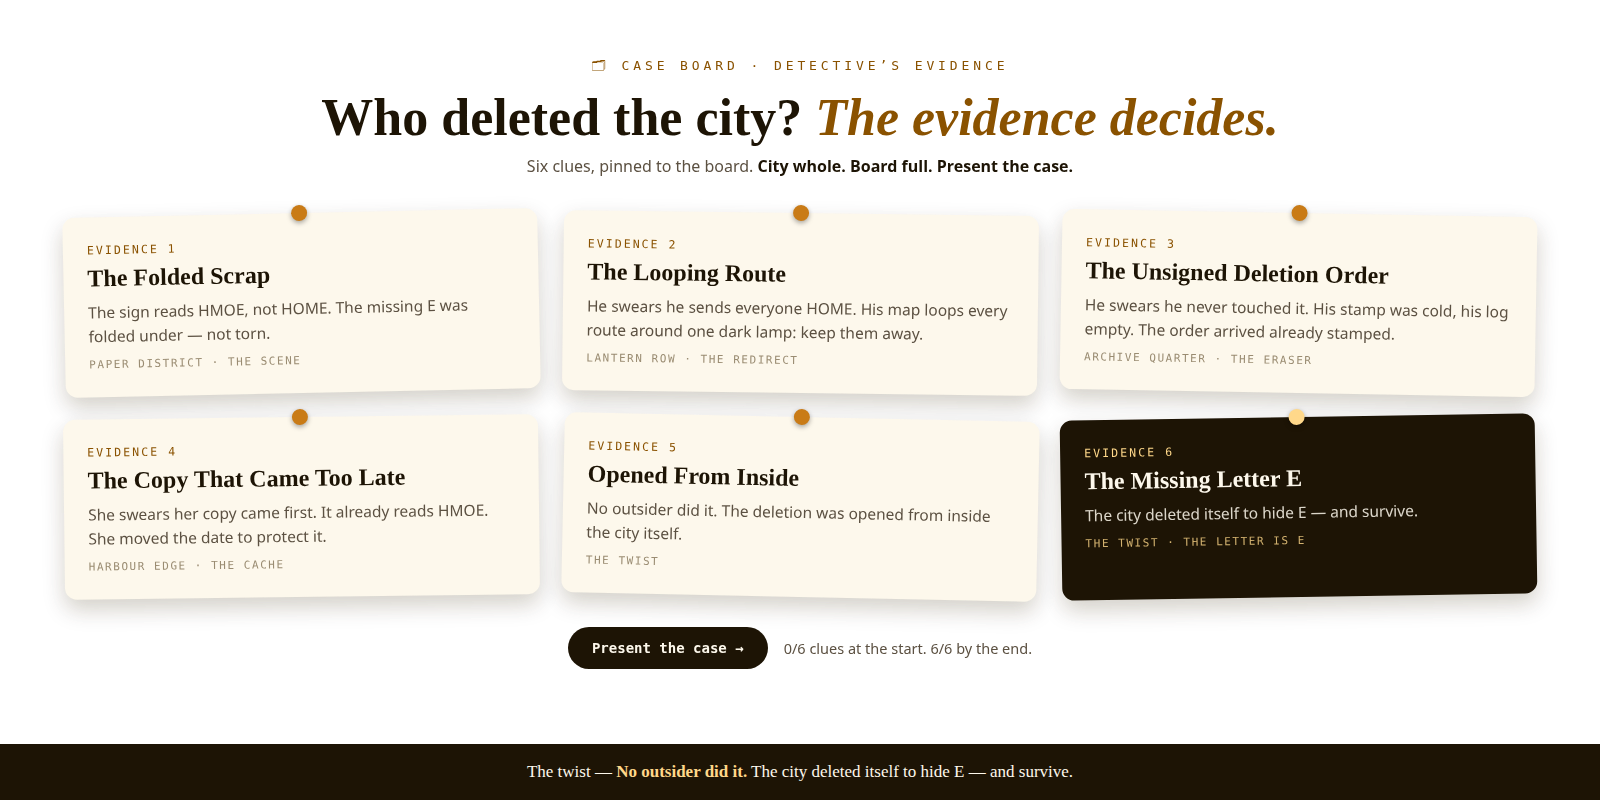 🗂 CASE BOARD · DETECTIVE’S EVIDENCE
Who deleted the city? The evidence decides.
Six clues, pinned to the board. City whole. Board full. Present the case.
EVIDENCE 1
The Folded Scrap
The sign reads HMOE, not HOME. The missing E was
folded under — not torn.
PAPER DISTRICT · THE SCENE
EVIDENCE 2
The Looping Route
He swears he sends everyone HOME. His map loops every
route around one dark lamp: keep them away.
LANTERN ROW · THE REDIRECT
EVIDENCE 3
The Unsigned Deletion Order
He swears he never touched it. His stamp was cold, his log
empty. The order arrived already stamped.
ARCHIVE QUARTER · THE ERASER
EVIDENCE 4
The Copy That Came Too Late
She swears her copy came first. It already reads HMOE.
She moved the date to protect it.
HARBOUR EDGE · THE CACHE
EVIDENCE 5
Opened From Inside
No outsider did it. The deletion was opened from inside
the city itself.
THE TWIST
EVIDENCE 6
The Missing Letter E
The city deleted itself to hide E — and survive.
THE TWIST · THE LETTER IS E
Present the case →
0/6 clues at the start. 6/6 by the end.
The twist — No outsider did it. The city deleted itself to hide E — and survive.